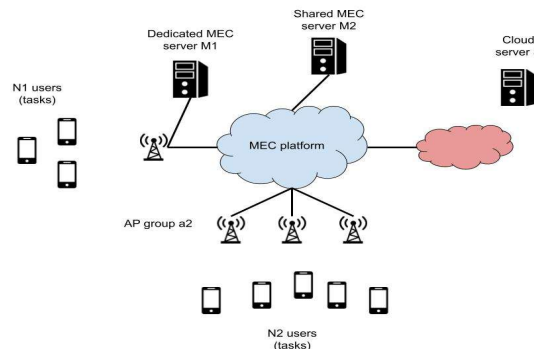 Dedicated MEC
server M1
Shared MEC
server M2
Cloud
server
N1 users
(tasks)
MEC platform
AP group a2
N2 users
(tasks)